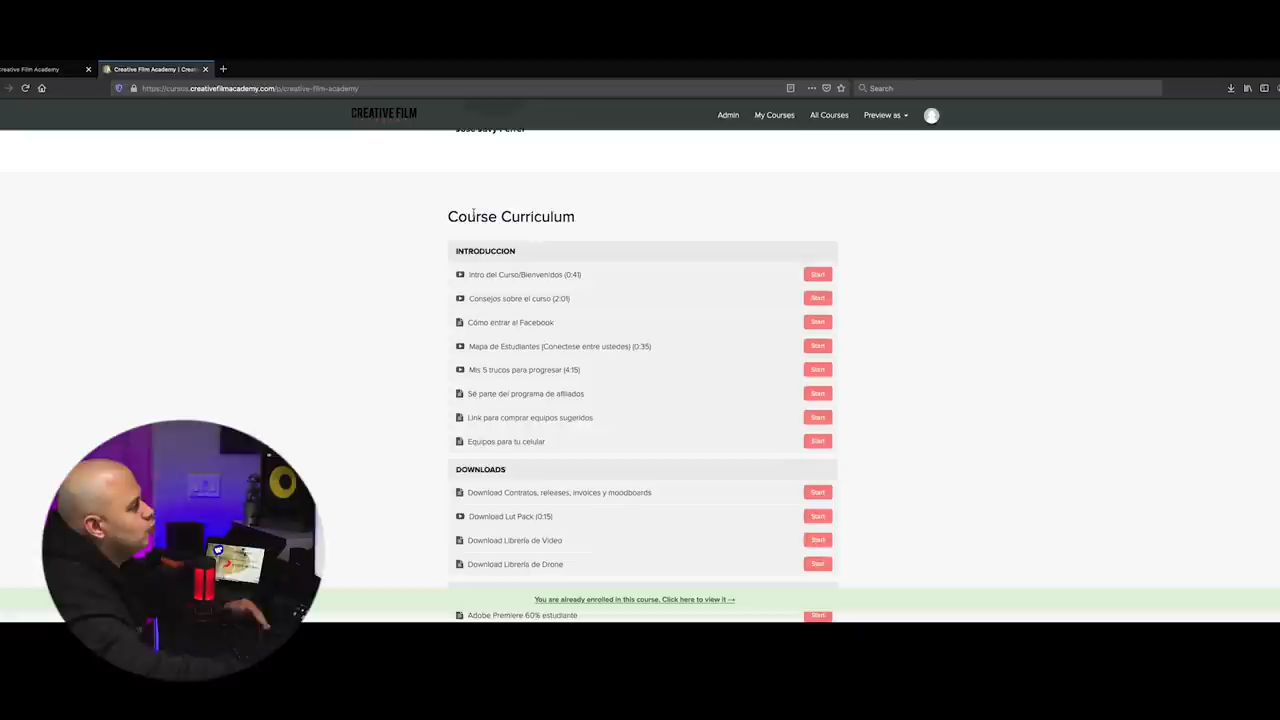 Creative Film Academy
Creative Film Academy | Creat
https://cursos.creativefilmacademy.com/p/creative-film-academy
Search
CREATIVE FILM
Admin
My Courses
All Courses
Preview as
Course Curriculum
INTRODUCCION
Intro del Curso/Bienvenidos (0:41)
Start
Consejos sobre el curso (2:01)
Start
Cómo entrar al Facebook
Start
Mapa de Estudiantes (Conectese entre ustedes) (0:35)
Start
Mis 5 trucos para progresar (4:15)
Start
Sé parte del programa de afiliados
Start
Link para comprar equipos sugeridos
Start
Equipos para tu celular
Start
DOWNLOADS
Download Contratos, releases, invoices y moodboards
Start
Download Lut Pack (0:15)
Start
Download Librería de Video
Start
Download Librería de Drone
Start
You are already enrolled in this course. Click here to view it →
Adobe Premiere 60% estudiante
Start